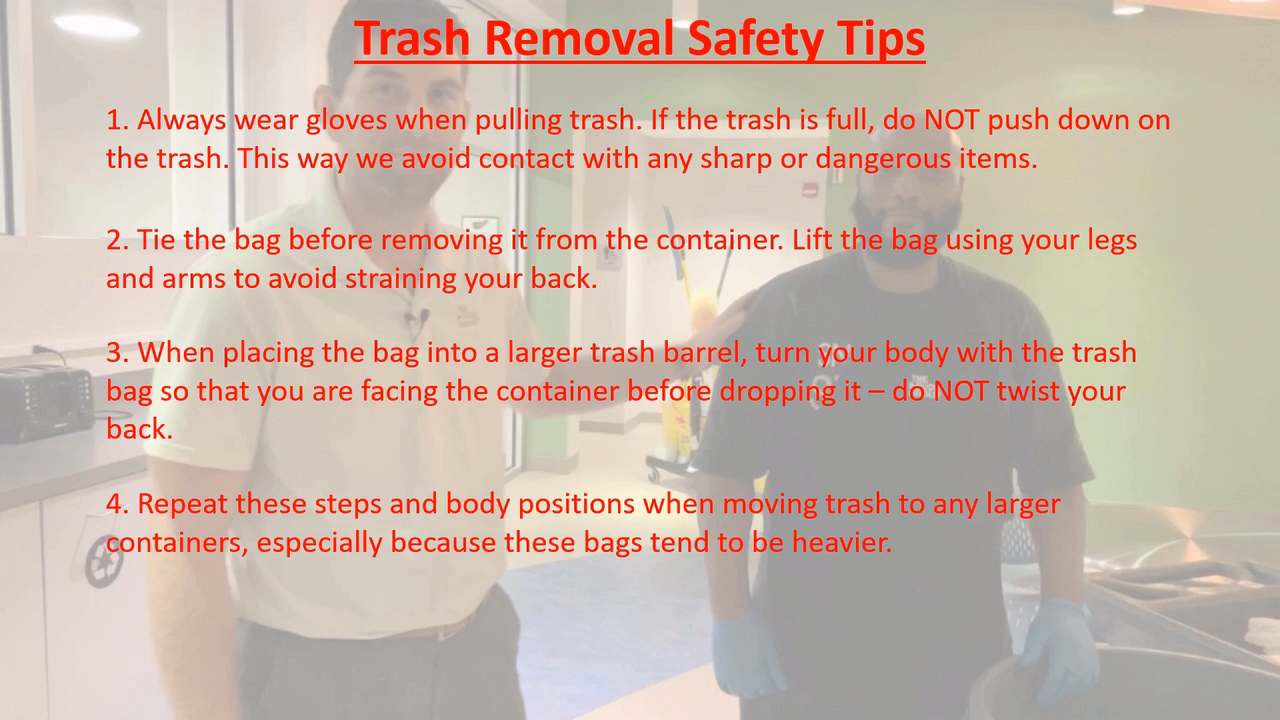 Trash Removal Safety Tips
1. Always wear gloves when pulling trash. If the trash is full, do NOT push down on
the trash. This way we avoid contact with any sharp or dangerous items.
2. Tie the bag before removing it from the container. Lift the bag using your legs
and arms to avoid straining your back.
3. When placing the bag into a larger trash barrel, turn your body with the trash
bag so that you are facing the container before dropping it – do NOT twist your
back.
4. Repeat these steps and body positions when moving trash to any larger
containers, especially because these bags tend to be heavier.